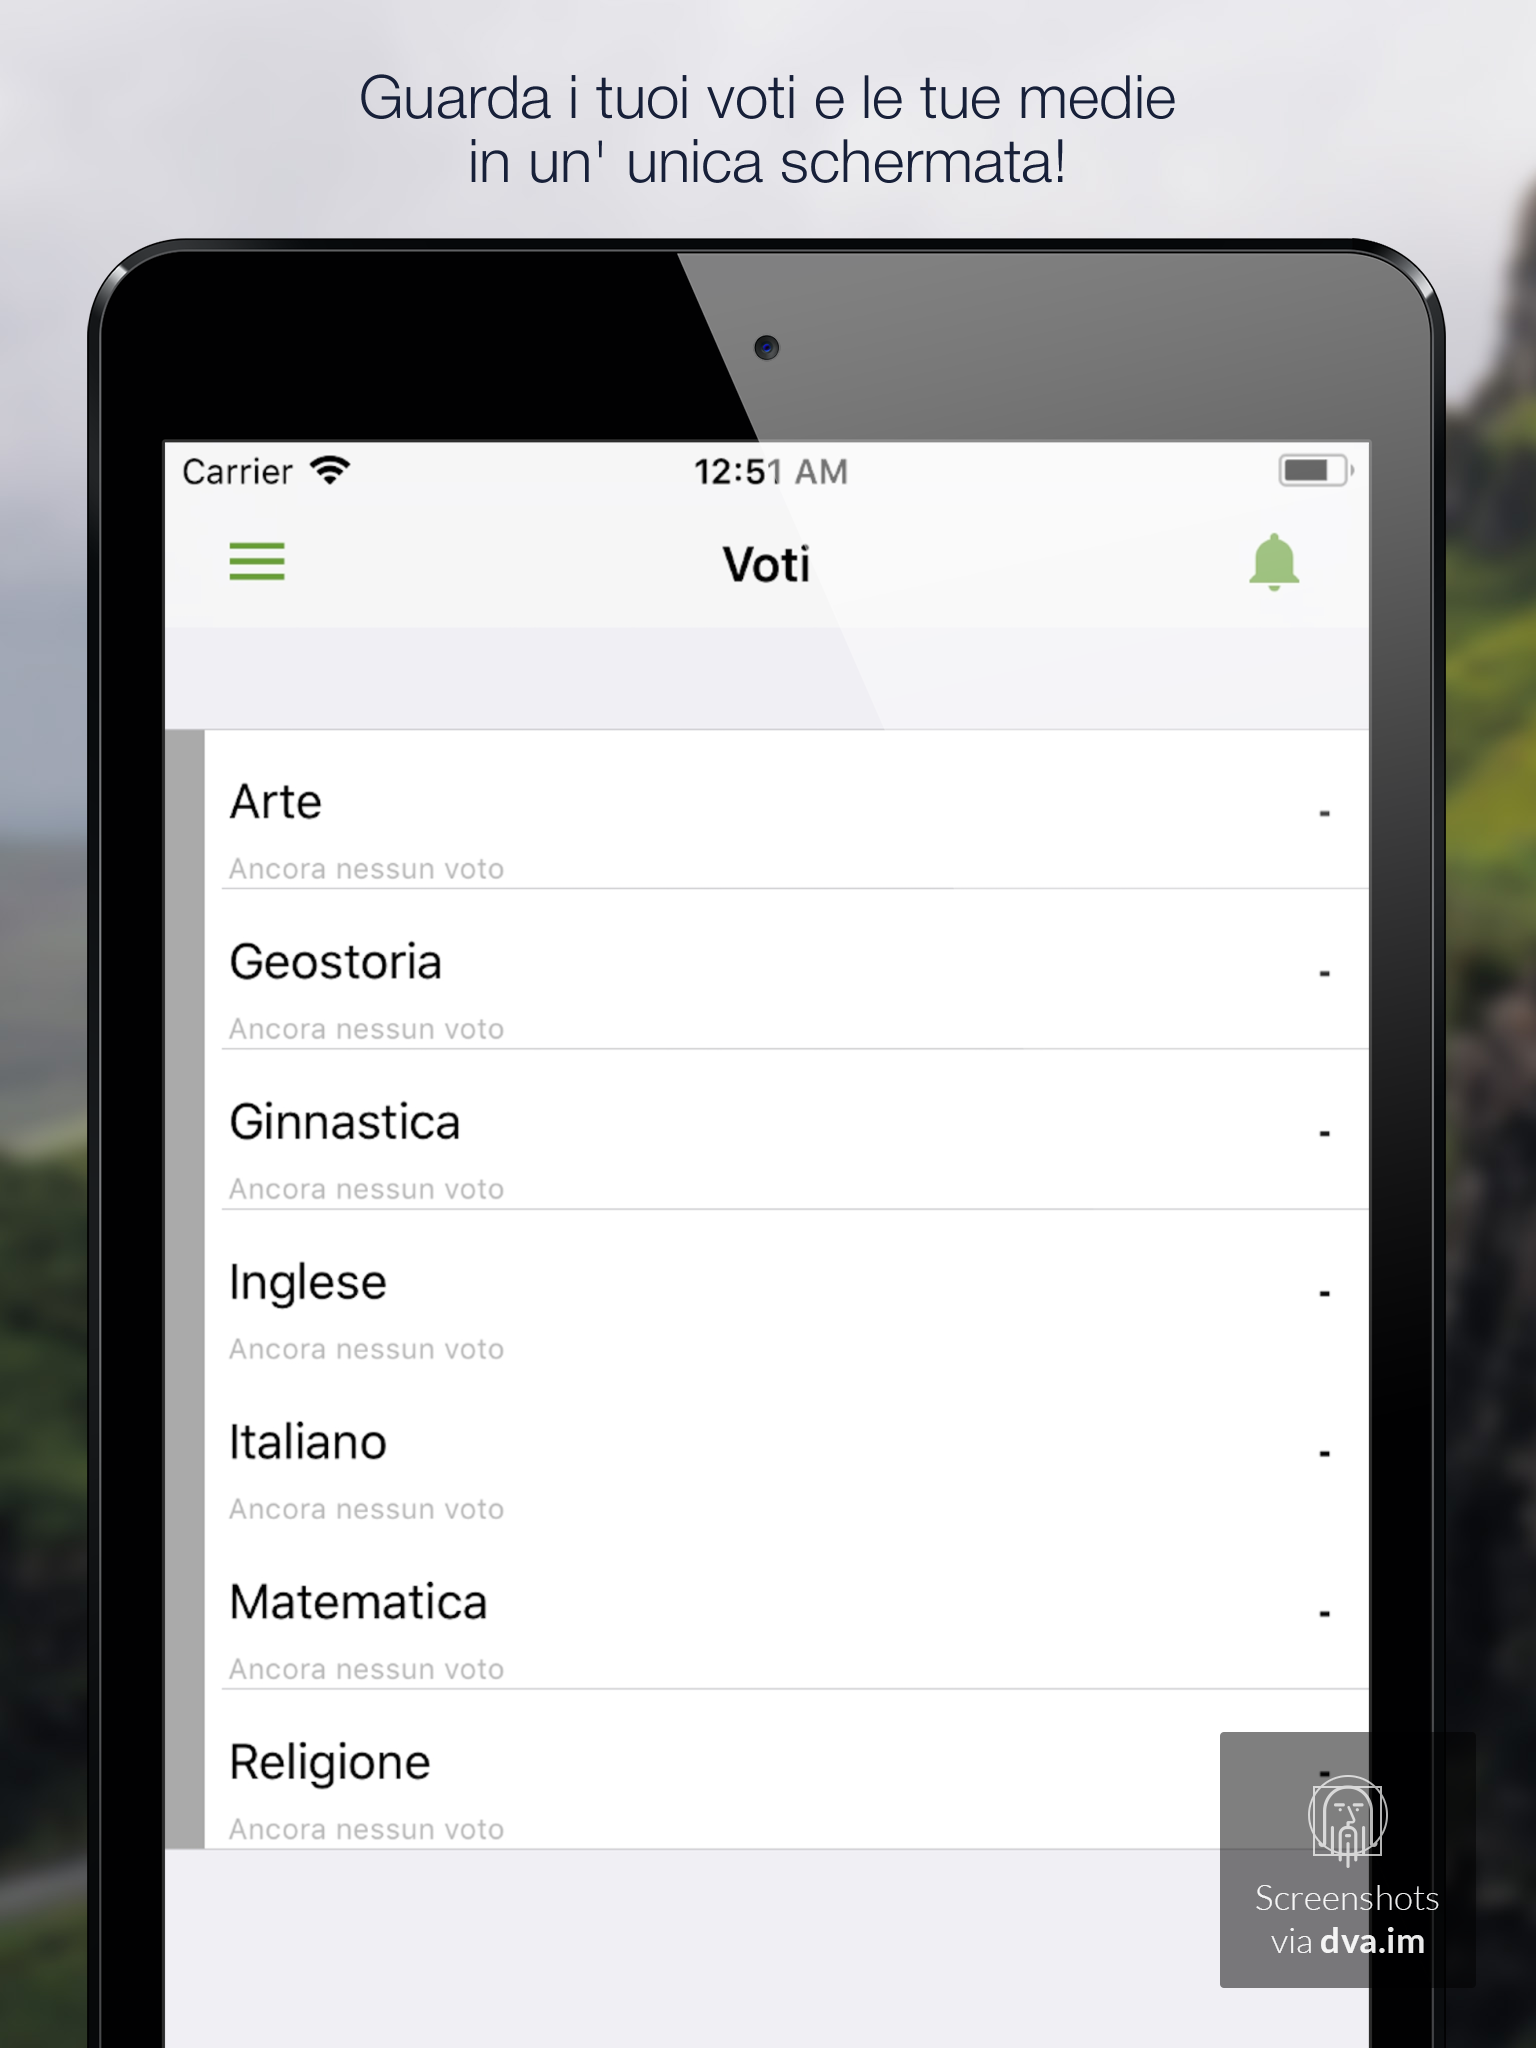 Guarda i tuoi voti e le tue medie
in un' unica schermata!
Carrier 12:51 AM
Voti
Arte -
Ancora nessun voto
Geostoria -
Ancora nessun voto
Ginnastica -
Ancora nessun voto
Inglese -
Ancora nessun voto
Italiano -
Ancora nessun voto
Matematica -
Ancora nessun voto
Religione -
Ancora nessun voto
Screenshots
via dva.im